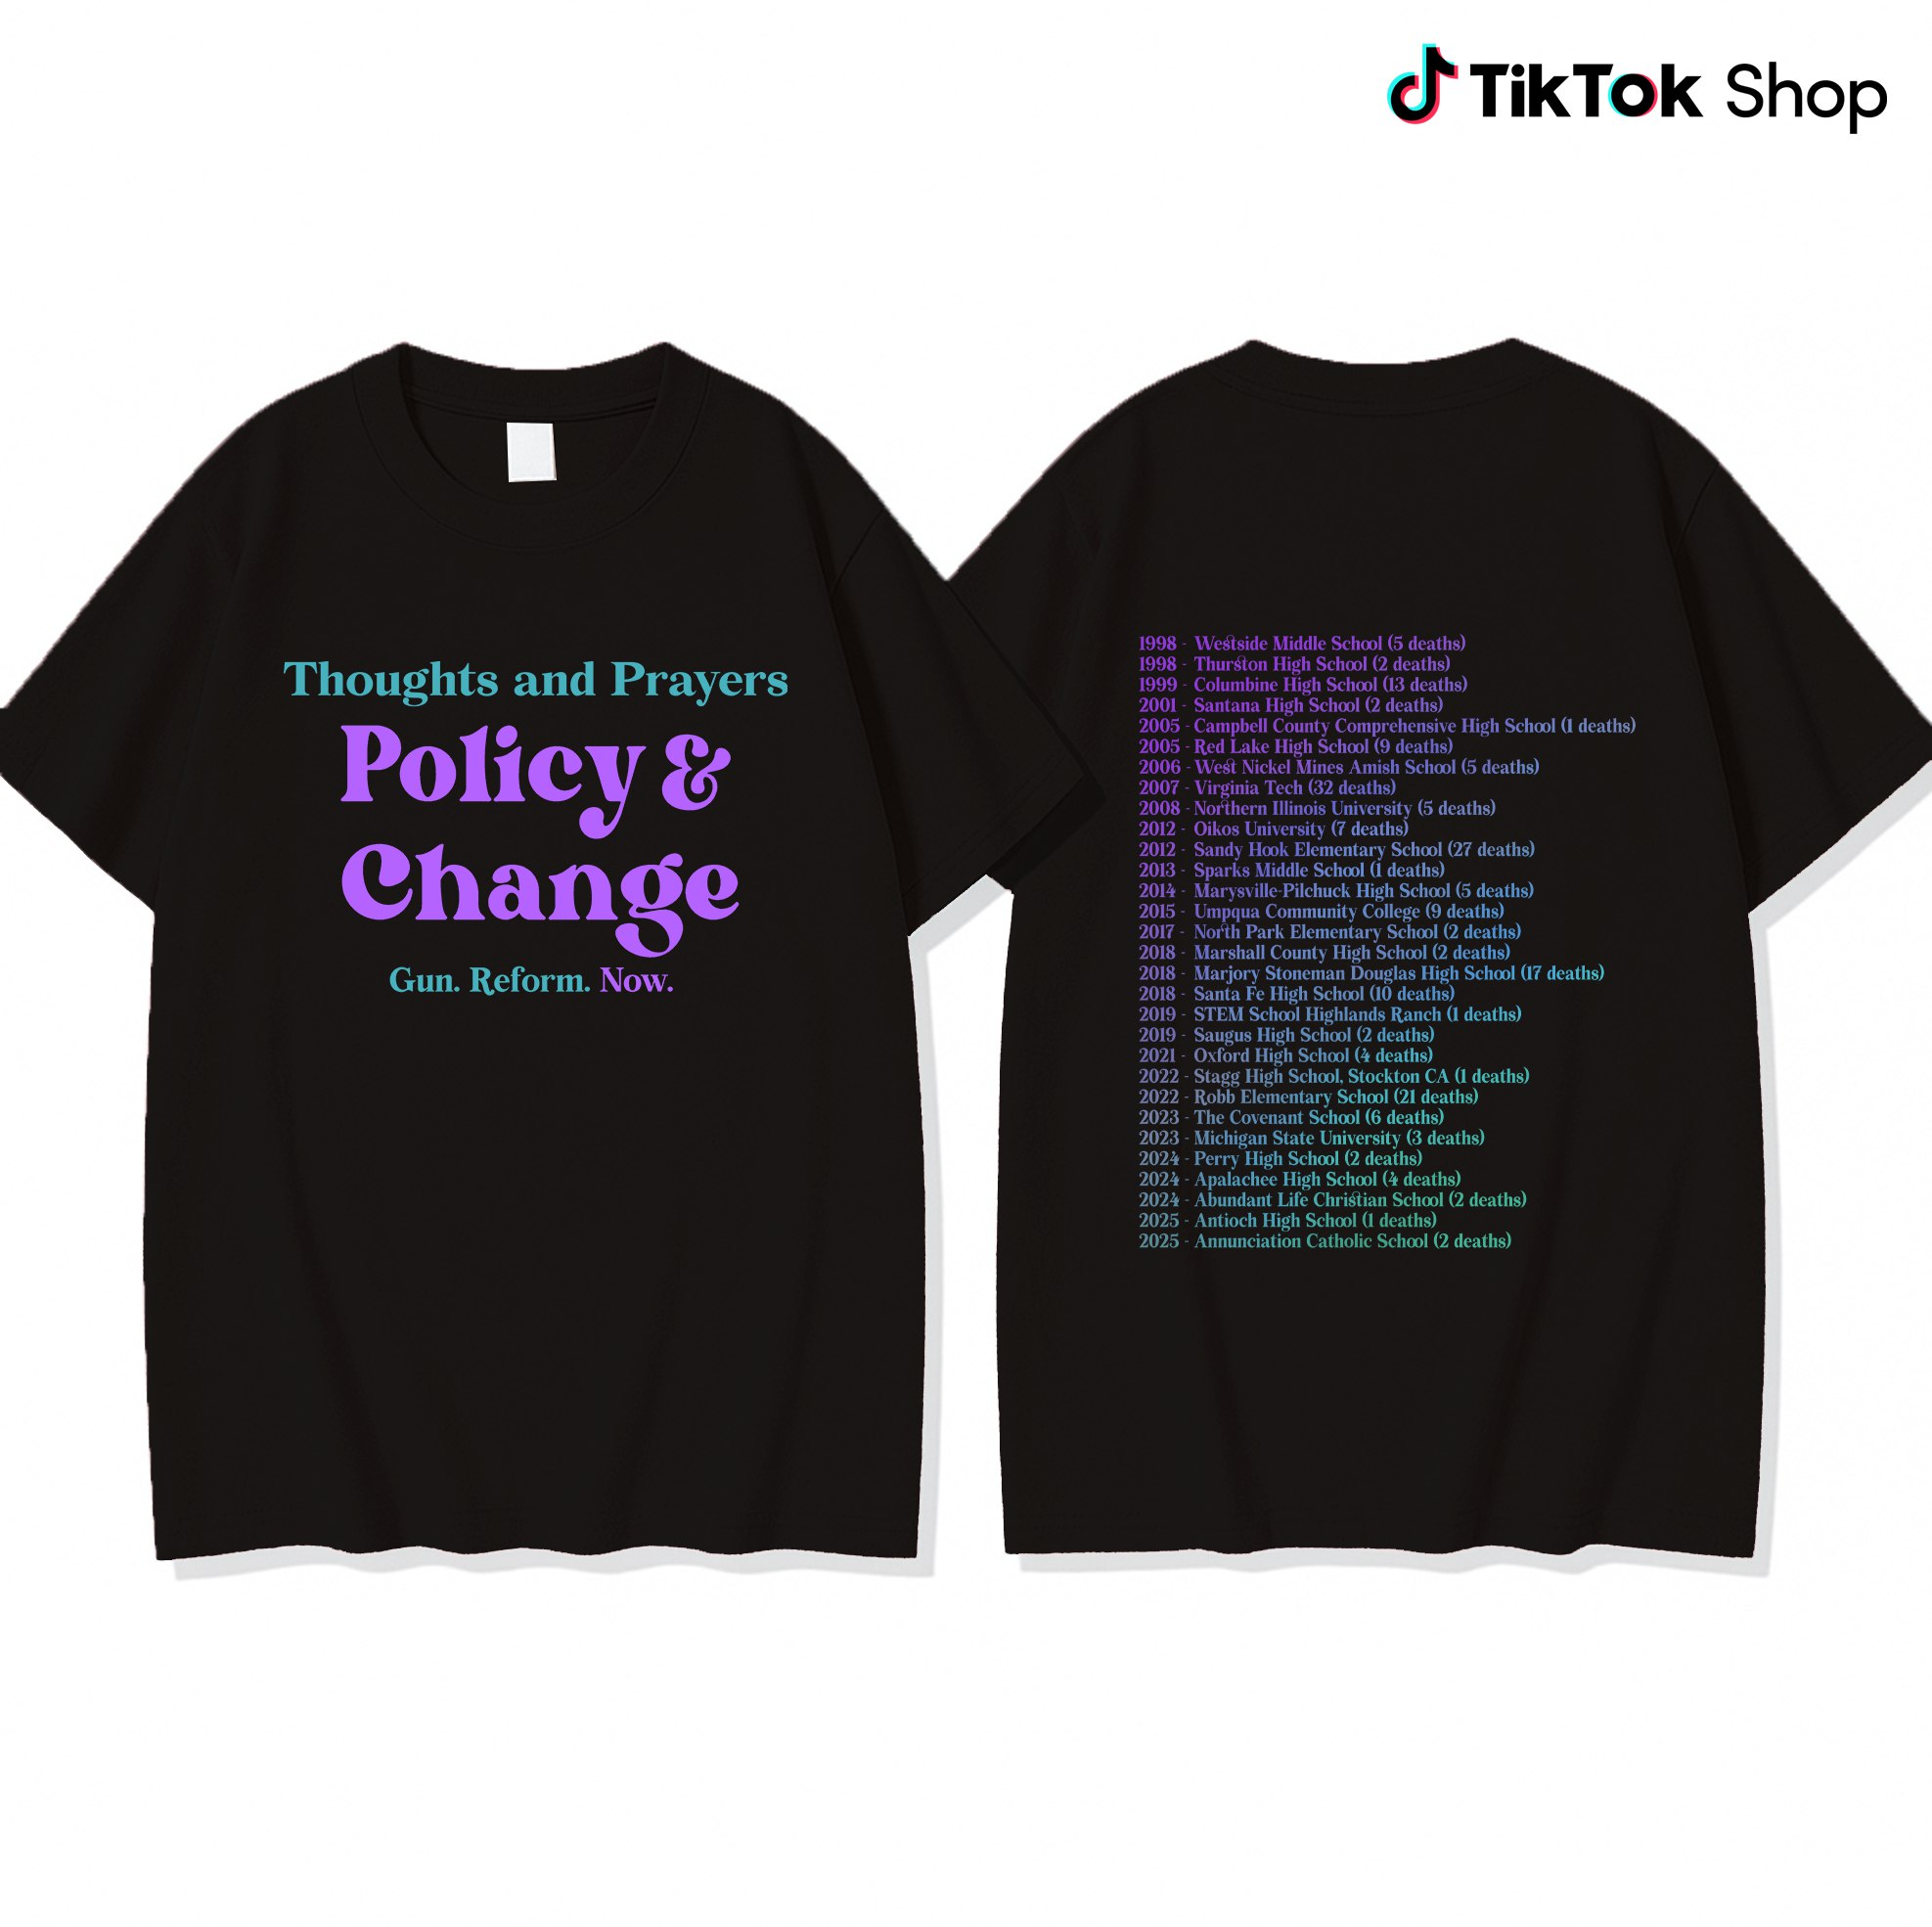 TikTok Shop
Thoughts and Prayers
Policy &
Change
Gun. Reform. Now.
1998 - Westside Middle School (5 deaths)
1998 - Thurston High School (2 deaths)
1999 - Columbine High School (13 deaths)
2001 - Santana High School (2 deaths)
2005 - Campbell County Comprehensive High School (1 deaths)
2005 - Red Lake High School (9 deaths)
2006 - West Nickel Mines Amish School (5 deaths)
2007 - Virginia Tech (32 deaths)
2008 - Northern Illinois University (5 deaths)
2012 - Oikos University (7 deaths)
2012 - Sandy Hook Elementary School (27 deaths)
2013 - Sparks Middle School (1 deaths)
2014 - Marysville-Pilchuck High School (5 deaths)
2015 - Umpqua Community College (9 deaths)
2017 - North Park Elementary School (2 deaths)
2018 - Marshall County High School (2 deaths)
2018 - Marjory Stoneman Douglas High School (17 deaths)
2018 - Santa Fe High School (10 deaths)
2019 - STEM School Highlands Ranch (1 deaths)
2019 - Saugus High School (2 deaths)
2021 - Oxford High School (4 deaths)
2022 - Stagg High School, Stockton CA (1 deaths)
2022 - Robb Elementary School (21 deaths)
2023 - The Covenant School (6 deaths)
2023 - Michigan State University (3 deaths)
2024 - Perry High School (2 deaths)
2024 - Apalachee High School (4 deaths)
2024 - Abundant Life Christian School (2 deaths)
2025 - Antioch High School (1 deaths)
2025 - Annunciation Catholic School (2 deaths)